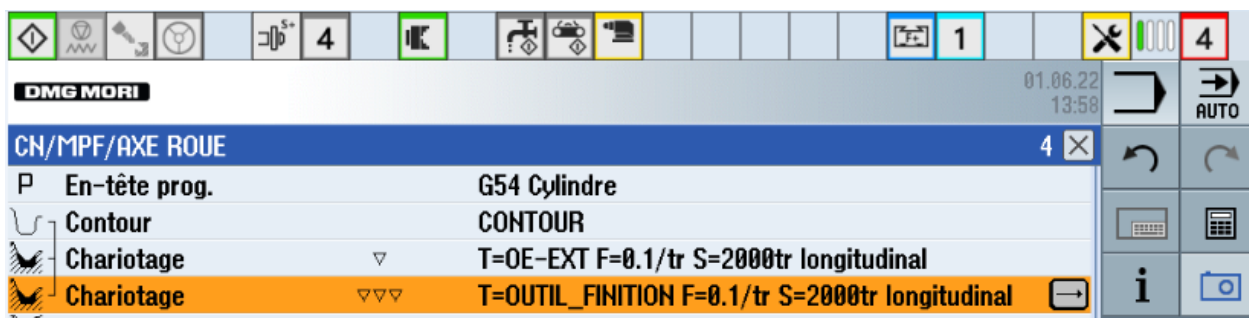 S+ 4 F+ 1 4
3
DMG MORI
01.06.22
13:58
AUTO
CN/MPF/AXE ROUE 4
P En-tête prog. G54 Cylindre
Contour CONTOUR
Chariotage ▽ T=OE-EXT F=0.1/tr S=2000tr longitudinal
Chariotage ▽▽▽ T=OUTIL_FINITION F=0.1/tr S=2000tr longitudinal
i